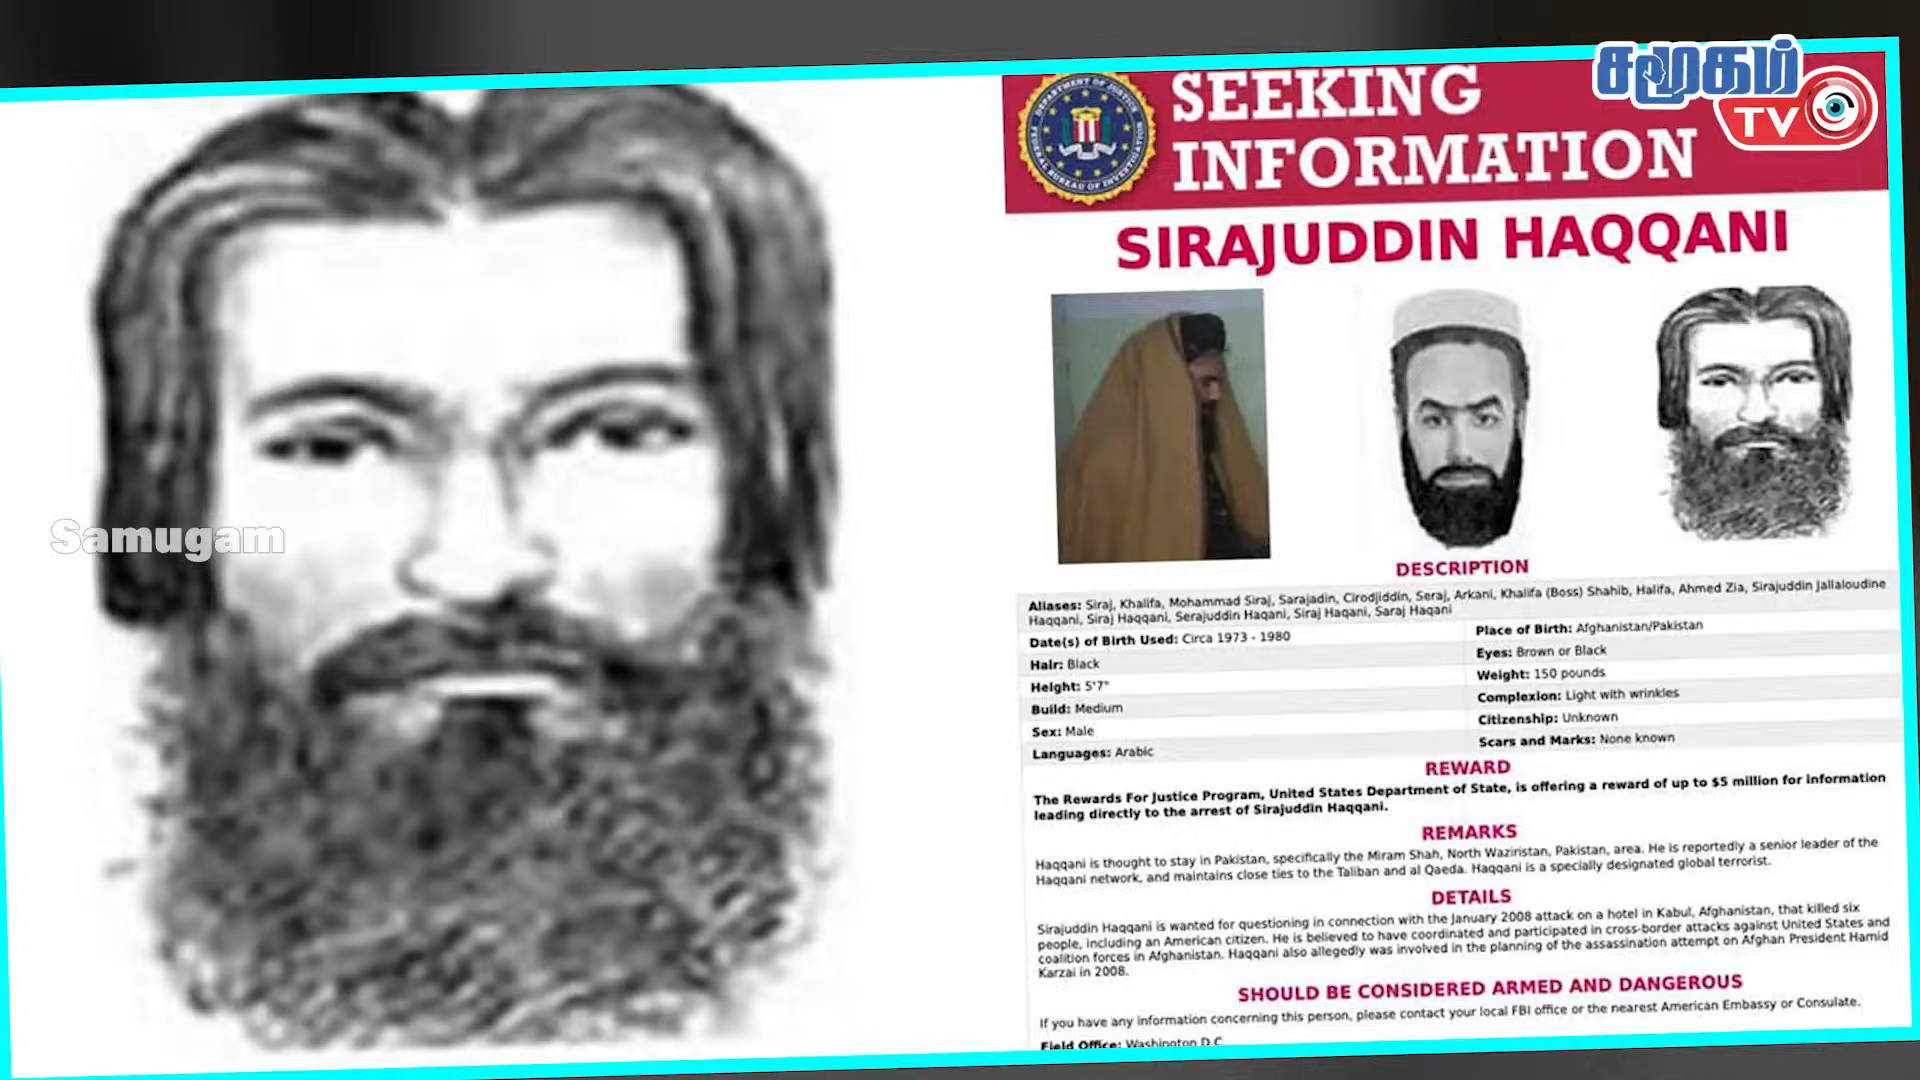 சமூகம்
TV
SEEKING
INFORMATION
DEPARTMENT OF JUSTICE
FEDERAL BUREAU OF INVESTIGATION
SIRAJUDDIN HAQQANI
Samugam
DESCRIPTION
Aliases: Siraj, Khalifa, Mohammad Siraj, Sarajadin, Cirodjiddin, Seraj, Arkani, Khalifa (Boss) Shahib, Halifa, Ahmed Zia, Sirajuddin Jallaloudine
Haqqani, Siraj Haqqani, Serajuddin Haqani, Siraj Haqani, Saraj Haqani
Date(s) of Birth Used: Circa 1973 - 1980
Place of Birth: Afghanistan/Pakistan
Hair: Black
Eyes: Brown or Black
Height: 5'7"
Weight: 150 pounds
Build: Medium
Complexion: Light with wrinkles
Sex: Male
Citizenship: Unknown
Languages: Arabic
Scars and Marks: None known
REWARD
The Rewards For Justice Program, United States Department of State, is offering a reward of up to $5 million for information
leading directly to the arrest of Sirajuddin Haqqani.
REMARKS
Haqqani is thought to stay in Pakistan, specifically the Miram Shah, North Waziristan, Pakistan, area. He is reportedly a senior leader of the
Haqqani network, and maintains close ties to the Taliban and al Qaeda. Haqqani is a specially designated global terrorist.
DETAILS
Sirajuddin Haqqani is wanted for questioning in connection with the January 2008 attack on a hotel in Kabul, Afghanistan, that killed six
people, including an American citizen. He is believed to have coordinated and participated in cross-border attacks against United States and
coalition forces in Afghanistan. Haqqani also allegedly was involved in the planning of the assassination attempt on Afghan President Hamid
Karzai in 2008.
SHOULD BE CONSIDERED ARMED AND DANGEROUS
If you have any information concerning this person, please contact your local FBI office or the nearest American Embassy or Consulate.
Field Office: Washington D.C.